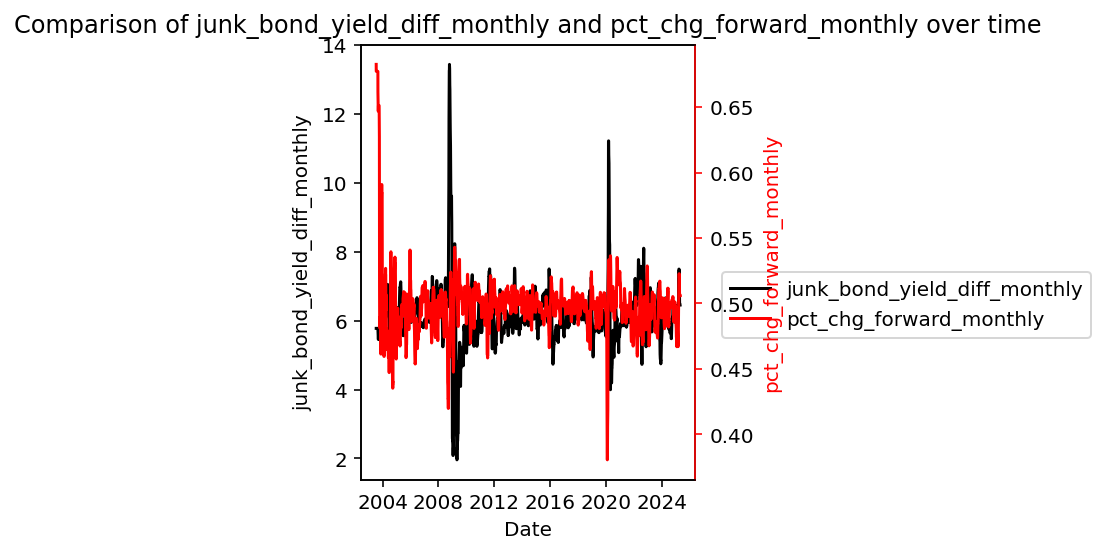 Comparison of junk_bond_yield_diff_monthly and pct_chg_forward_monthly over time
14
12
10
8
6
4
2
junk_bond_yield_diff_monthly
0.65
0.60
0.55
0.50
0.45
0.40
pct_chg_forward_monthly
junk_bond_yield_diff_monthly
pct_chg_forward_monthly
2004 2008 2012 2016 2020 2024
Date